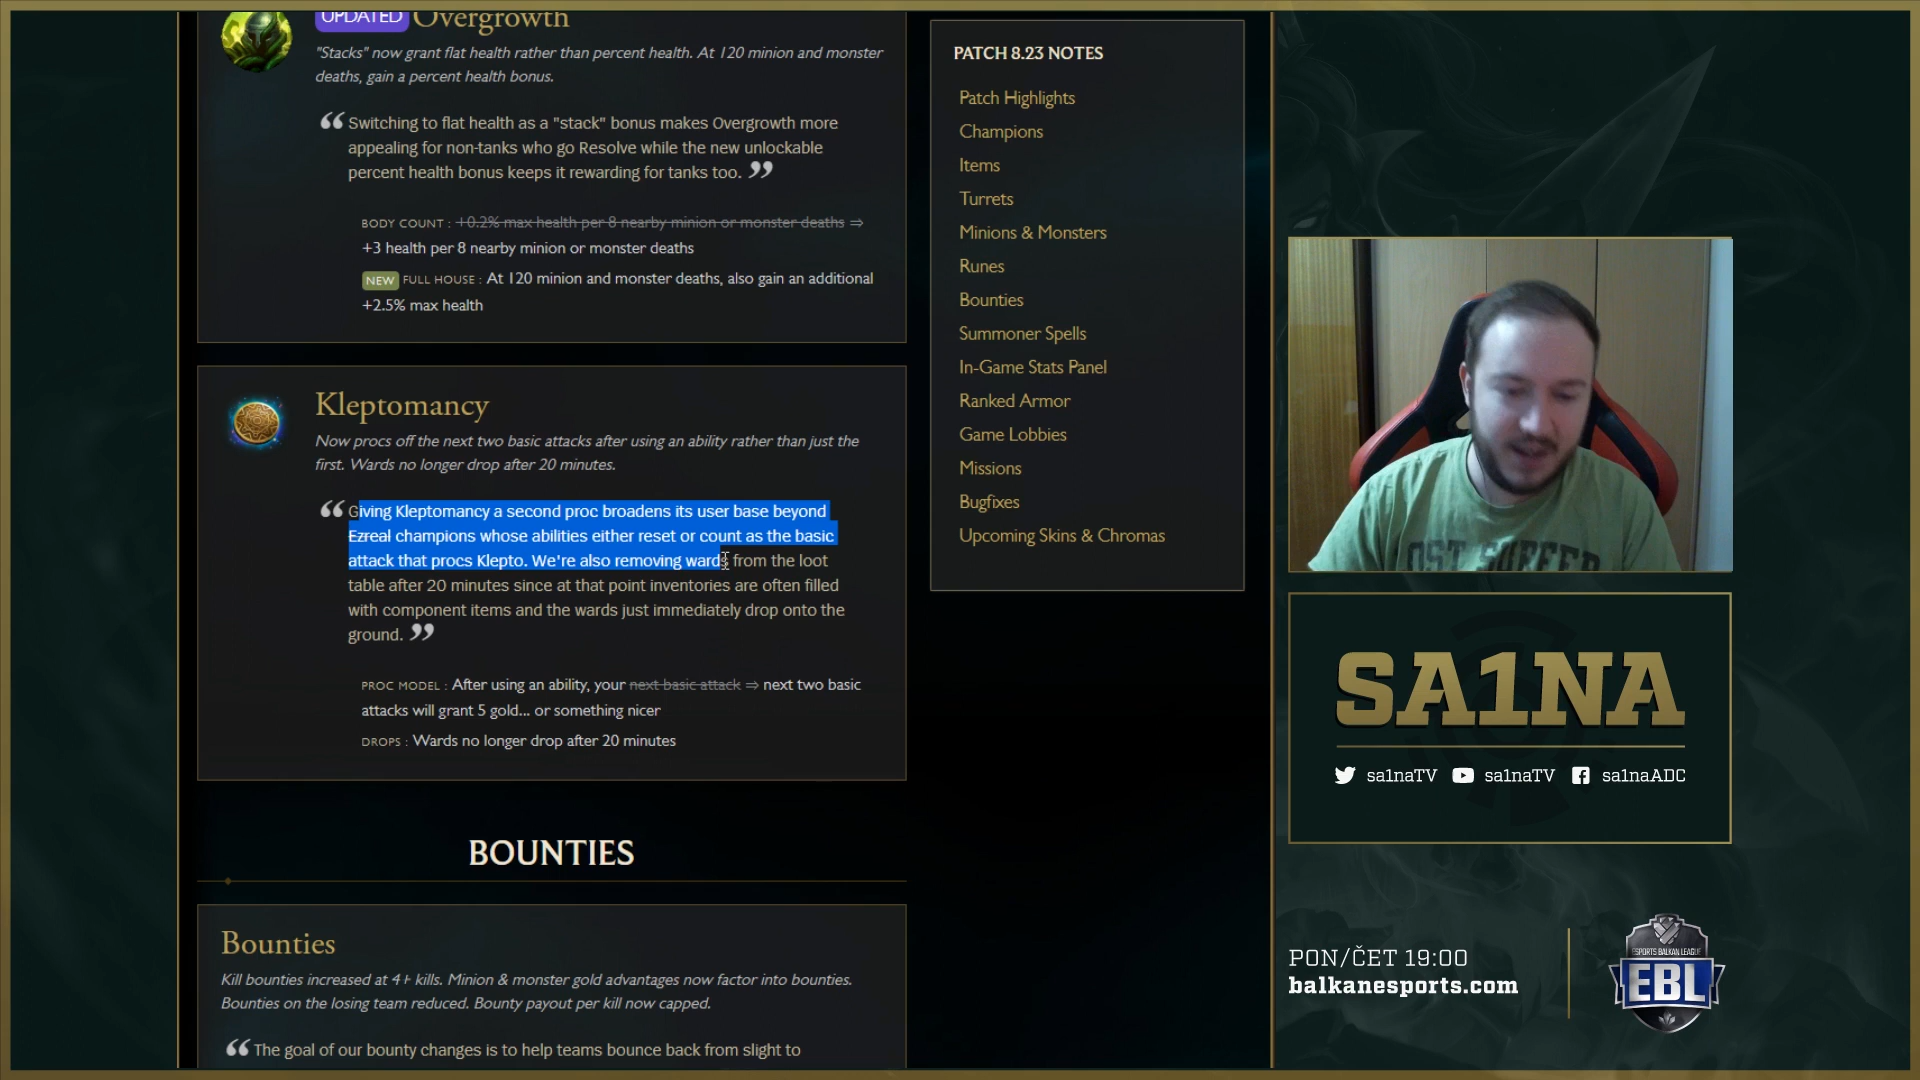 UPDATED Overgrowth
"Stacks" now grant flat health rather than percent health. At 120 minion and monster
deaths, gain a percent health bonus.
“ Switching to flat health as a "stack" bonus makes Overgrowth more
appealing for non-tanks who go Resolve while the new unlockable
percent health bonus keeps it rewarding for tanks too. ”
BODY COUNT : +0.2% max health per 8 nearby minion or monster deaths ⇒
+3 health per 8 nearby minion or monster deaths
NEW FULL HOUSE : At 120 minion and monster deaths, also gain an additional
+2.5% max health
Kleptomancy
Now procs off the next two basic attacks after using an ability rather than just the
first. Wards no longer drop after 20 minutes.
“ Giving Kleptomancy a second proc broadens its user base beyond
Ezreal champions whose abilities either reset or count as the basic
attack that procs Klepto. We're also removing wards from the loot
table after 20 minutes since at that point inventories are often filled
with component items and the wards just immediately drop onto the
ground. ”
PROC MODEL : After using an ability, your next basic attack ⇒ next two basic
attacks will grant 5 gold... or something nicer
DROPS : Wards no longer drop after 20 minutes
BOUNTIES
Bounties
Kill bounties increased at 4+ kills. Minion & monster gold advantages now factor into bounties.
Bounties on the losing team reduced. Bounty payout per kill now capped.
“ The goal of our bounty changes is to help teams bounce back from slight to
PATCH 8.23 NOTES
Patch Highlights
Champions
Items
Turrets
Minions & Monsters
Runes
Bounties
Summoner Spells
In-Game Stats Panel
Ranked Armor
Game Lobbies
Missions
Bugfixes
Upcoming Skins & Chromas
LOST SURFER
SA1NA
sa1naTV sa1naTV sa1naADC
PON/ČET 19:00
balkanesports.com
ESPORTS BALKAN LEAGUE
EBL